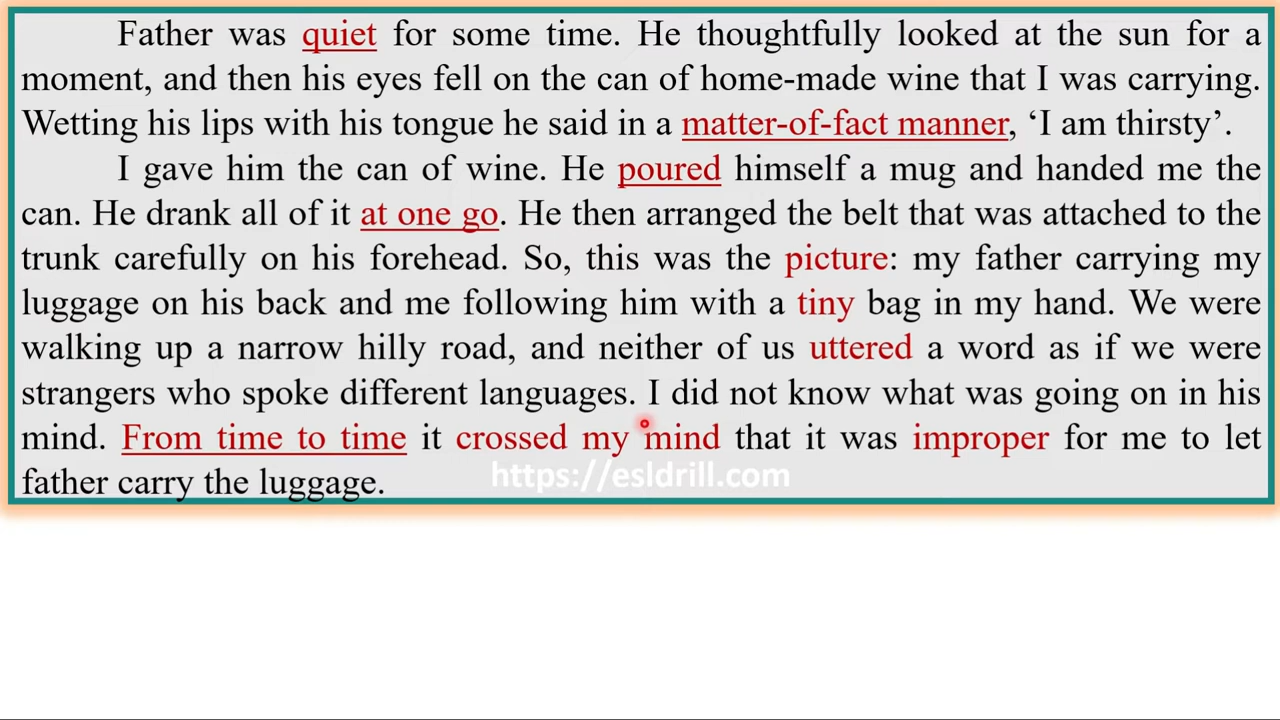 Father was quiet for some time. He thoughtfully looked at the sun for a
moment, and then his eyes fell on the can of home-made wine that I was carrying.
Wetting his lips with his tongue he said in a matter-of-fact manner, ‘I am thirsty’.
I gave him the can of wine. He poured himself a mug and handed me the
can. He drank all of it at one go. He then arranged the belt that was attached to the
trunk carefully on his forehead. So, this was the picture: my father carrying my
luggage on his back and me following him with a tiny bag in my hand. We were
walking up a narrow hilly road, and neither of us uttered a word as if we were
strangers who spoke different languages. I did not know what was going on in his
mind. From time to time it crossed my mind that it was improper for me to let
father carry the luggage.
https://esldrill.com